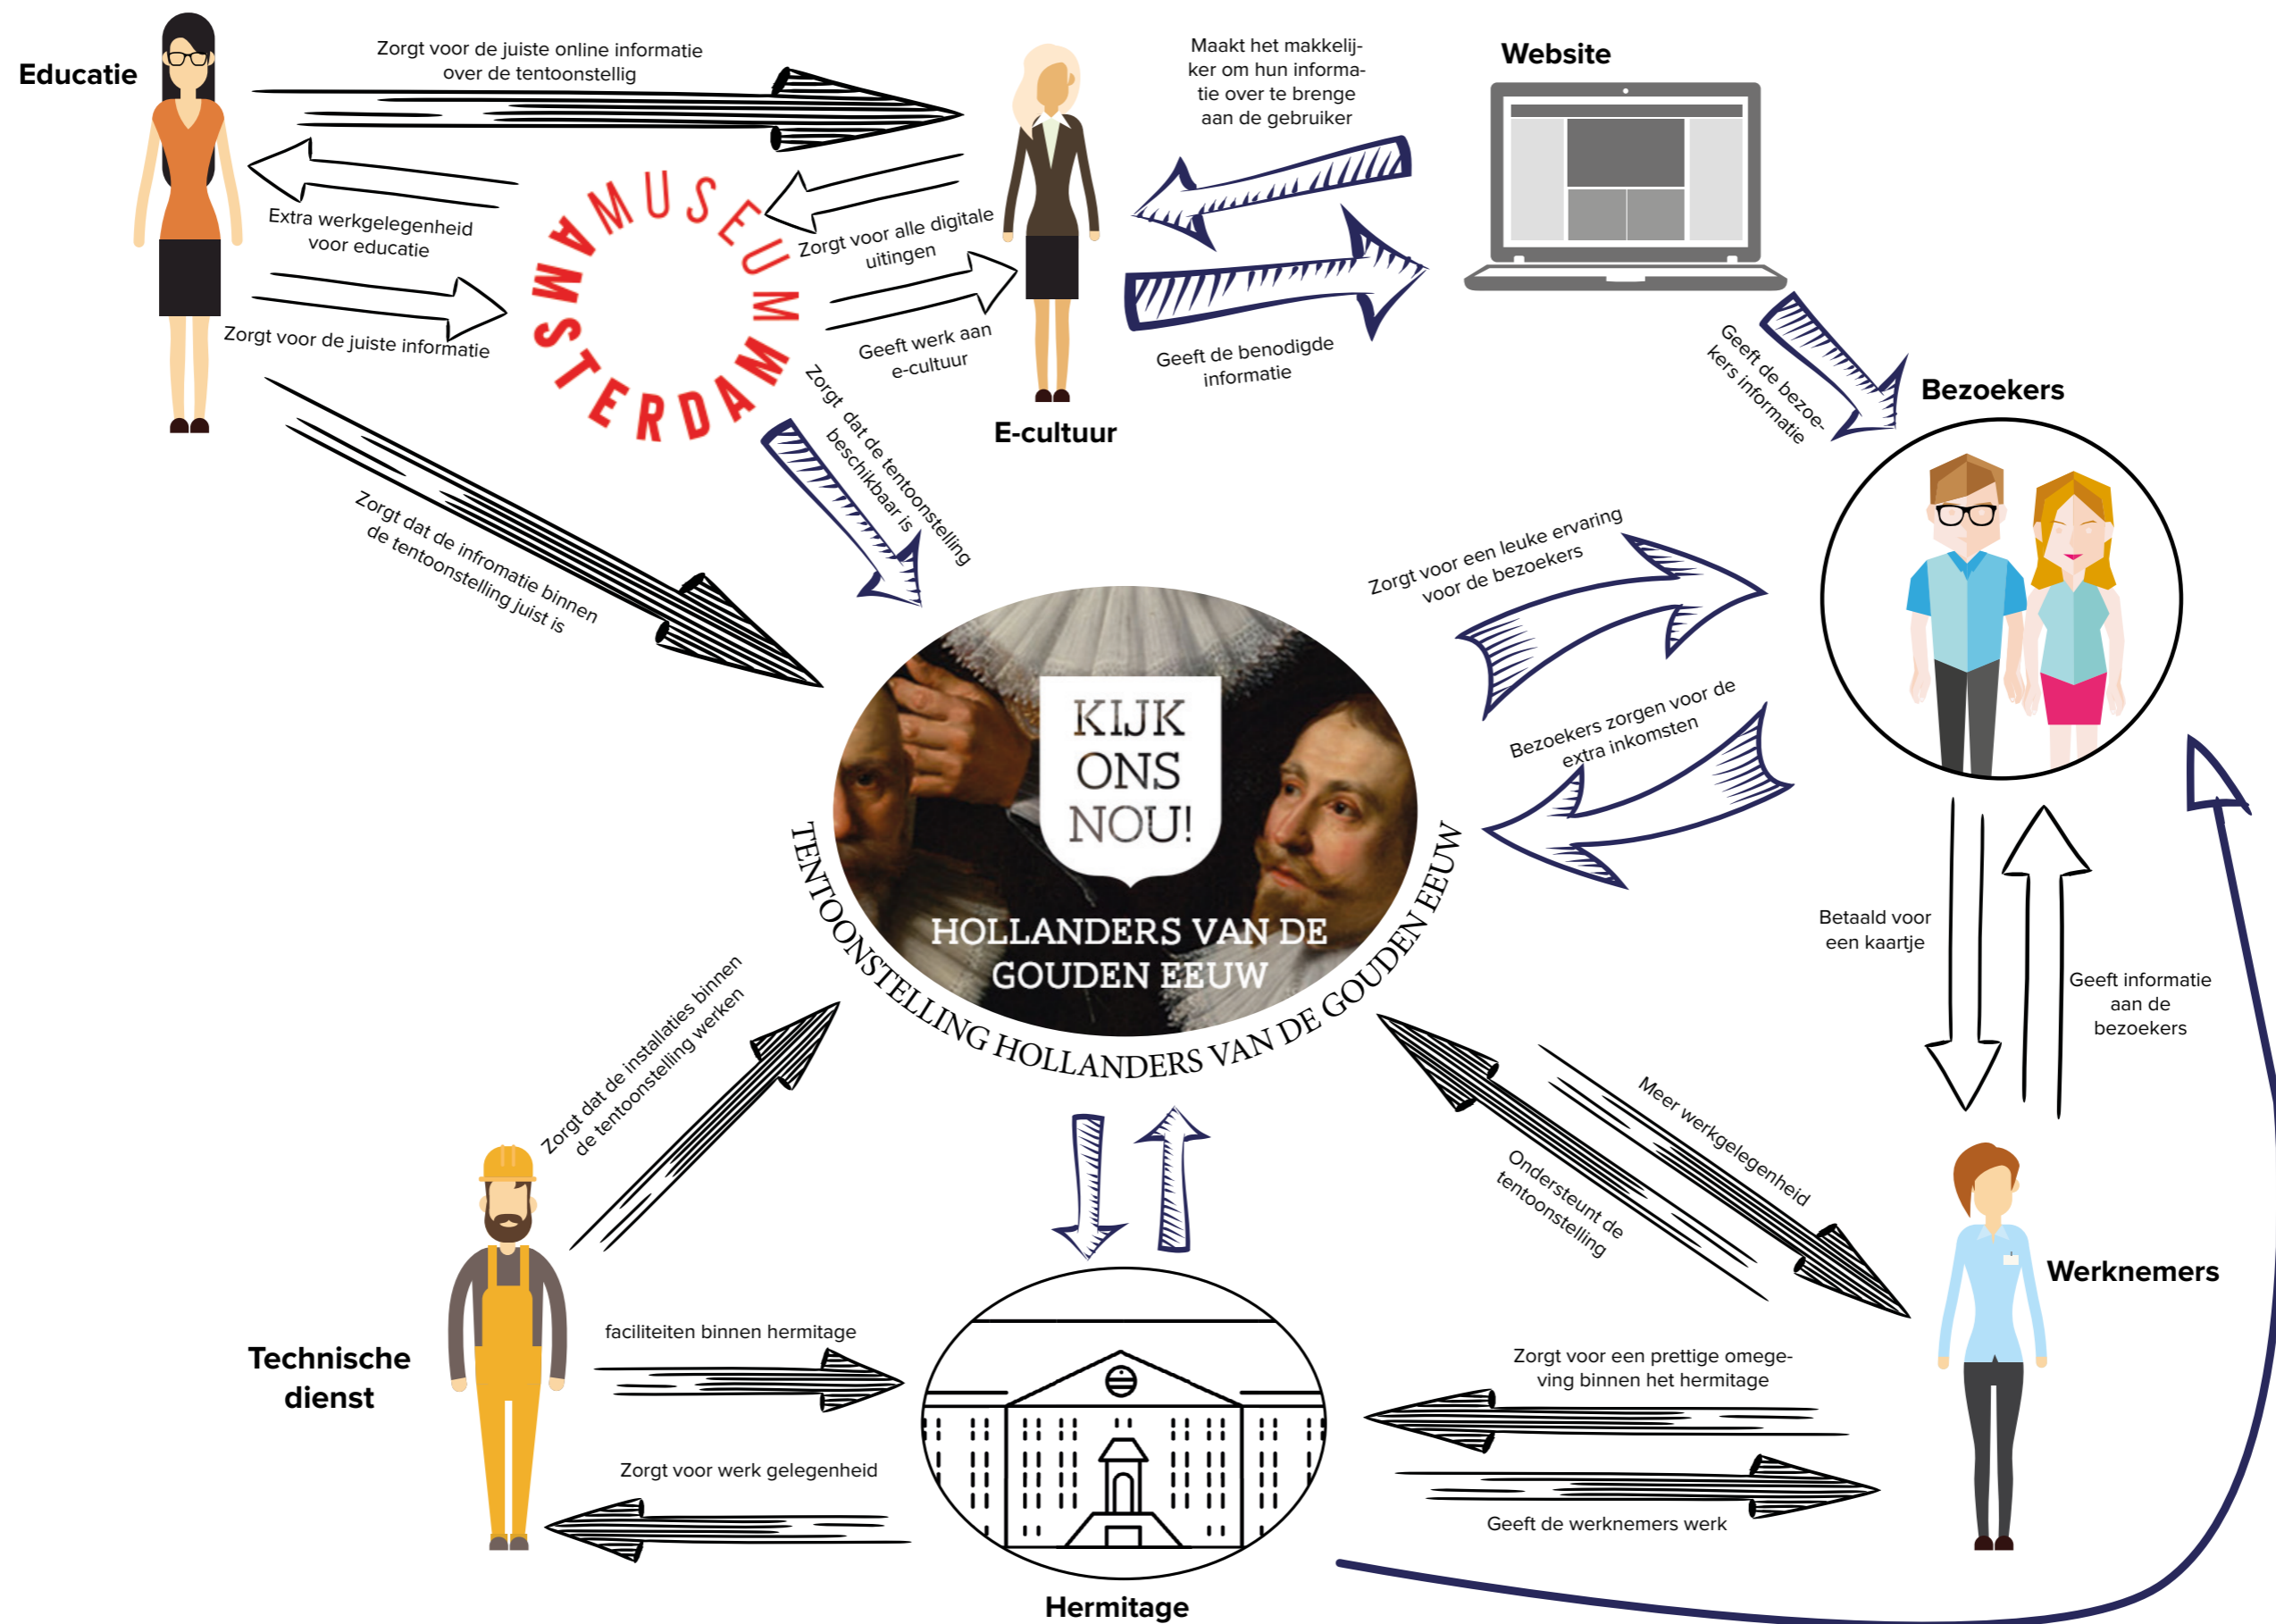 Educatie
Zorgt voor de juiste online informatie
over de tentoonstellig
Maakt het makkelij-
ker om hun informa-
tie over te brenge
aan de gebruiker
Website
Extra werkgelegenheid
voor educatie
AMSTERDAM MUSEUM
Zorgt voor alle digitale
uitingen
Zorgt voor de juiste informatie
Geeft werk aan
e-cultuur
E-cultuur
Geeft de benodigde
informatie
Geeft de bezoe-
kers informatie
Bezoekers
Zorgt dat de tentoonstelling
beschikbaar is
Zorgt dat de infromatie binnen
de tentoonstelling juist is
Zorgt voor een leuke ervaring
voor de bezoekers
Bezoekers zorgen voor de
extra inkomsten
KIJK
ONS
NOU!
HOLLANDERS VAN DE
GOUDEN EEUW
TENTOONSTELLING HOLLANDERS VAN DE GOUDEN EEUW
Betaald voor
een kaartje
Geeft informatie
aan de
bezoekers
Zorgt dat de installaties binnen
de tentoonstelling werken
Meer werkgelegenheid
Ondersteunt de
tentoonstelling
Werknemers
Technische
dienst
faciliteiten binnen hermitage
Zorgt voor werk gelegenheid
Zorgt voor een prettige omege-
ving binnen het hermitage
Geeft de werknemers werk
Hermitage